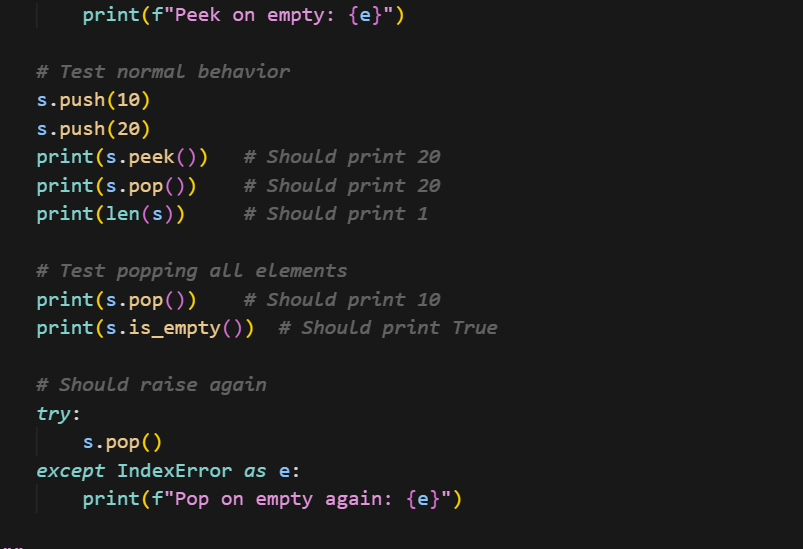 print(f"Peek on empty: {e}")
# Test normal behavior
s.push(10)
s.push(20)
print(s.peek())   # Should print 20
print(s.pop())    # Should print 20
print(len(s))     # Should print 1
# Test popping all elements
print(s.pop())    # Should print 10
print(s.is_empty())  # Should print True
# Should raise again
try:
    s.pop()
except IndexError as e:
    print(f"Pop on empty again: {e}")